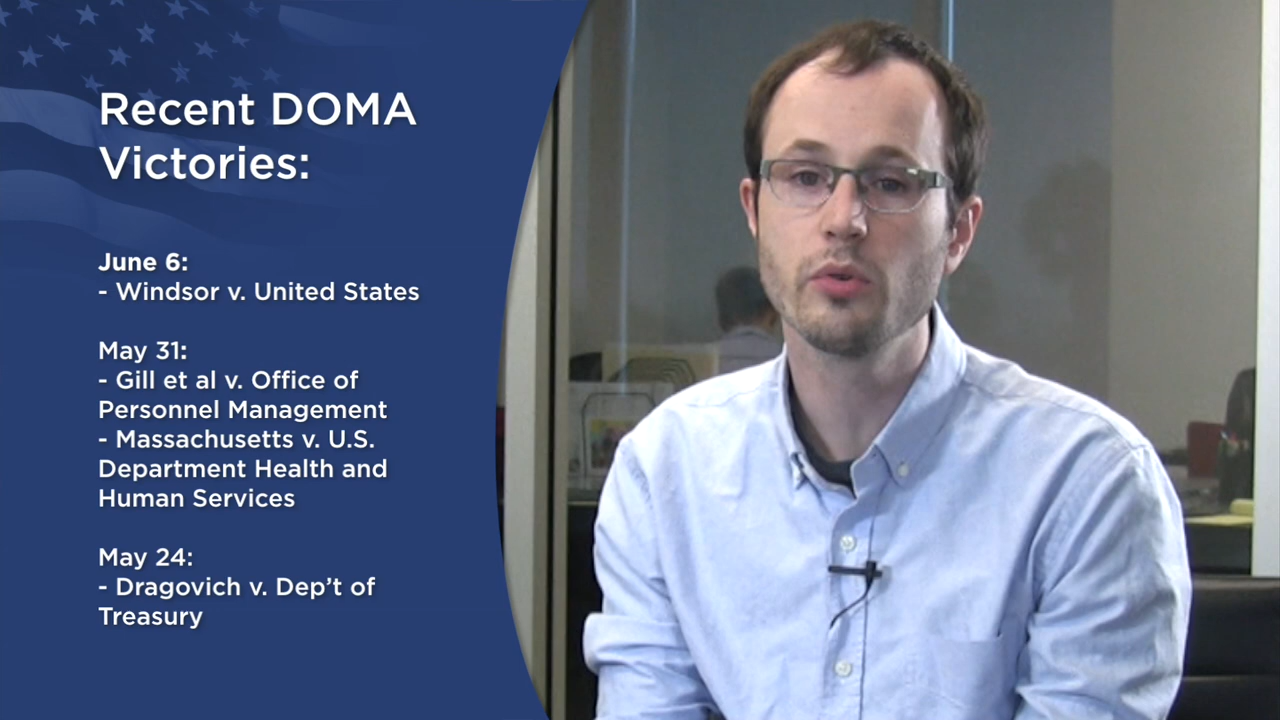 Recent DOMA
Victories:
June 6:
- Windsor v. United States
May 31:
- Gill et al v. Office of
Personnel Management
- Massachusetts v. U.S.
Department Health and
Human Services
May 24:
- Dragovich v. Dep’t of
Treasury